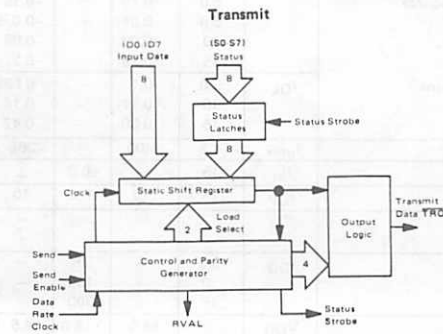 Transmit
ID0 ID7
Input Data
(S0 S7)
Status
8
8
Status
Latches
Status Strobe
8
Clock
Static Shift Register
2
Load
Select
Output
Logic
Transmit
Data TRO
Send
Send
Enable
Data
Rate
Clock
Control and Parity
Generator
4
RVAL
Status
Strobe